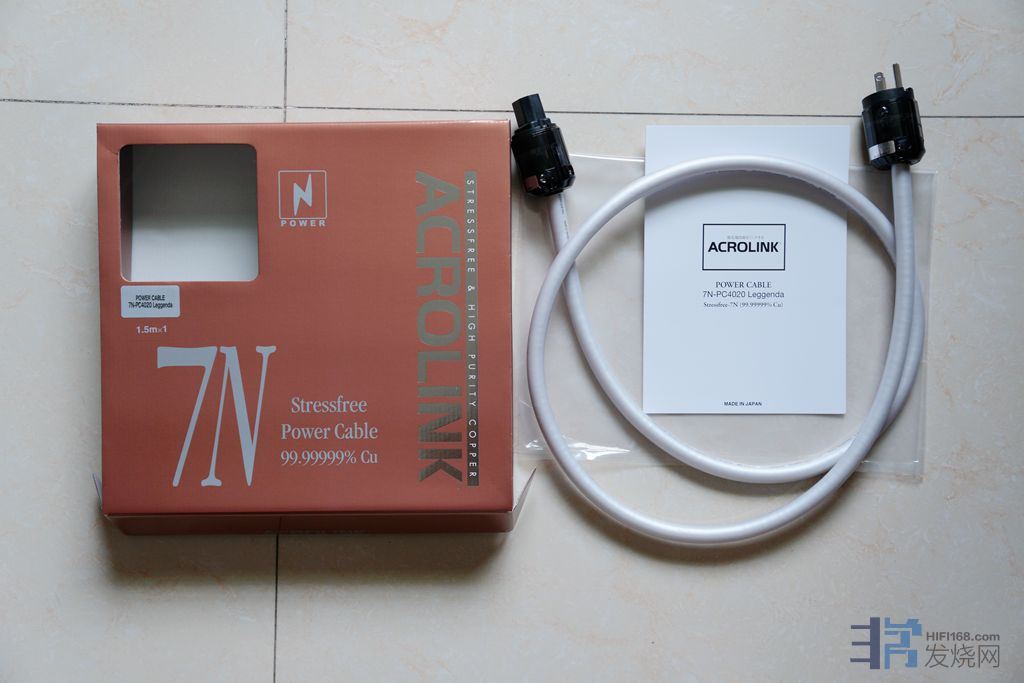 N
POWER
STRESSFREE & HIGH PURITY COPPER
ACROLINK
POWER CABLE
7N-PC4020 Leggenda
1.5m×1
7N
Stressfree
Power Cable
99.99999% Cu
ACROLINK
POWER CABLE
7N-PC4020 Leggenda
Stressfree-7N (99.99999% Cu)
MADE IN JAPAN
HIFI168.com
发烧网